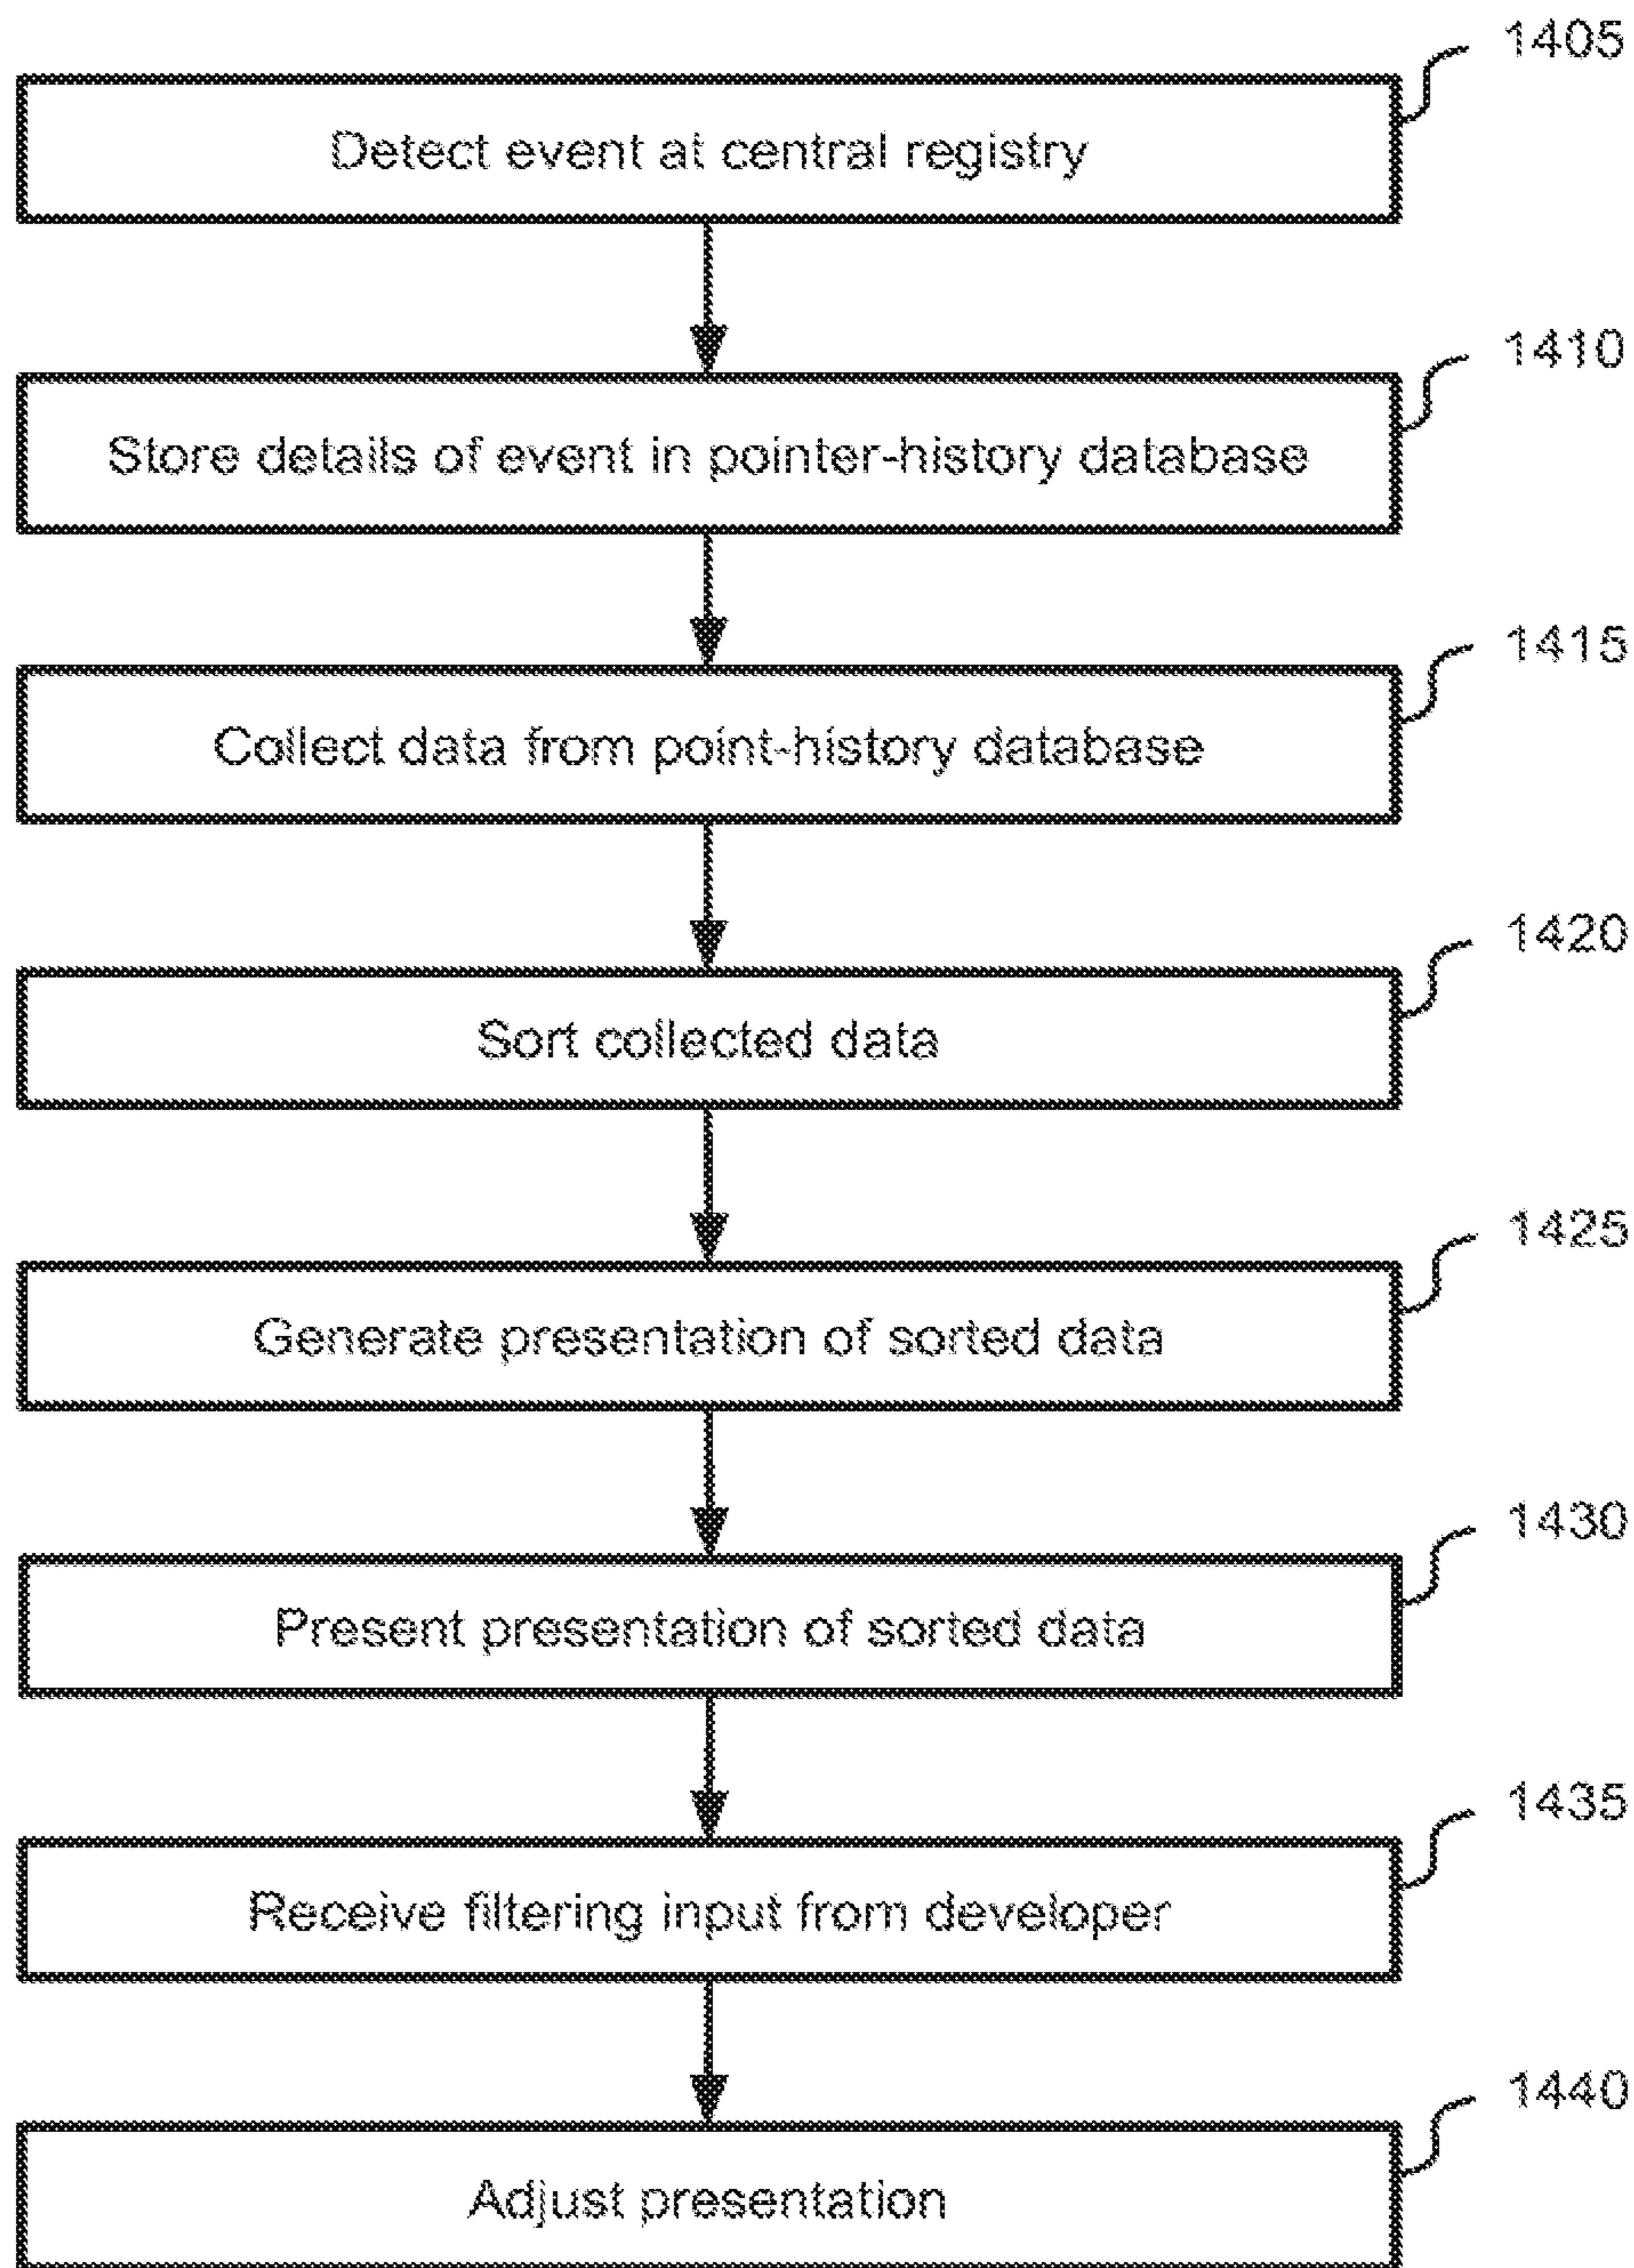 1405
Detect event at central registry
1410
Store details of event in pointer-history database
1415
Collect data from point-history database
1420
Sort collected data
1425
Generate presentation of sorted data
1430
Present presentation of sorted data
1435
Receive filtering input from developer
1440
Adjust presentation